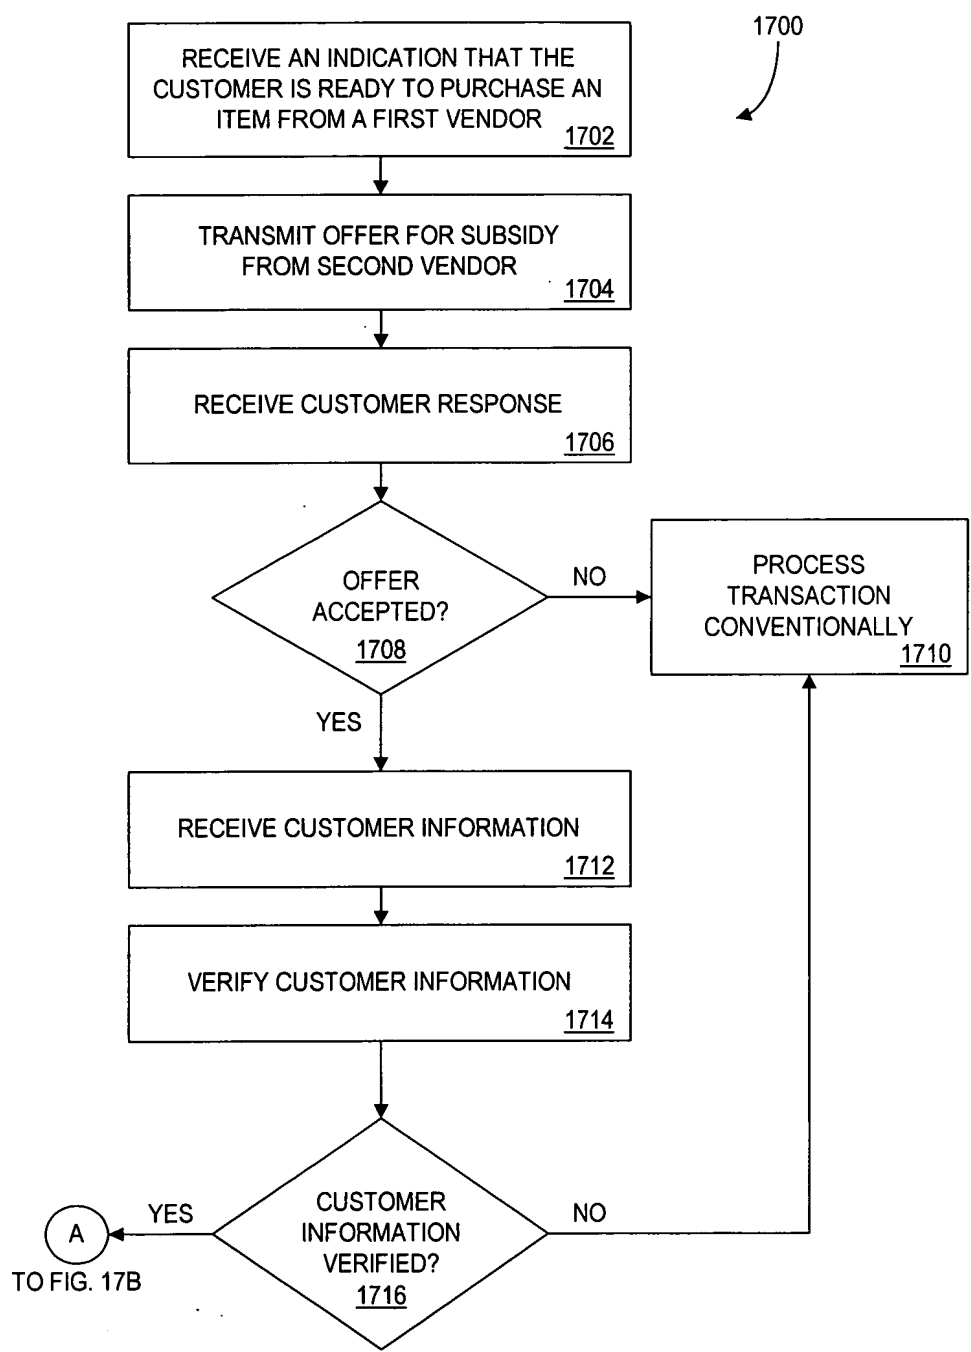 1700
RECEIVE AN INDICATION THAT THE
CUSTOMER IS READY TO PURCHASE AN
ITEM FROM A FIRST VENDOR
1702
TRANSMIT OFFER FOR SUBSIDY
FROM SECOND VENDOR
1704
RECEIVE CUSTOMER RESPONSE
1706
OFFER
ACCEPTED?
1708
NO
PROCESS
TRANSACTION
CONVENTIONALLY
1710
YES
RECEIVE CUSTOMER INFORMATION
1712
VERIFY CUSTOMER INFORMATION
1714
CUSTOMER
INFORMATION
VERIFIED?
1716
NO
YES
A
TO FIG. 17B